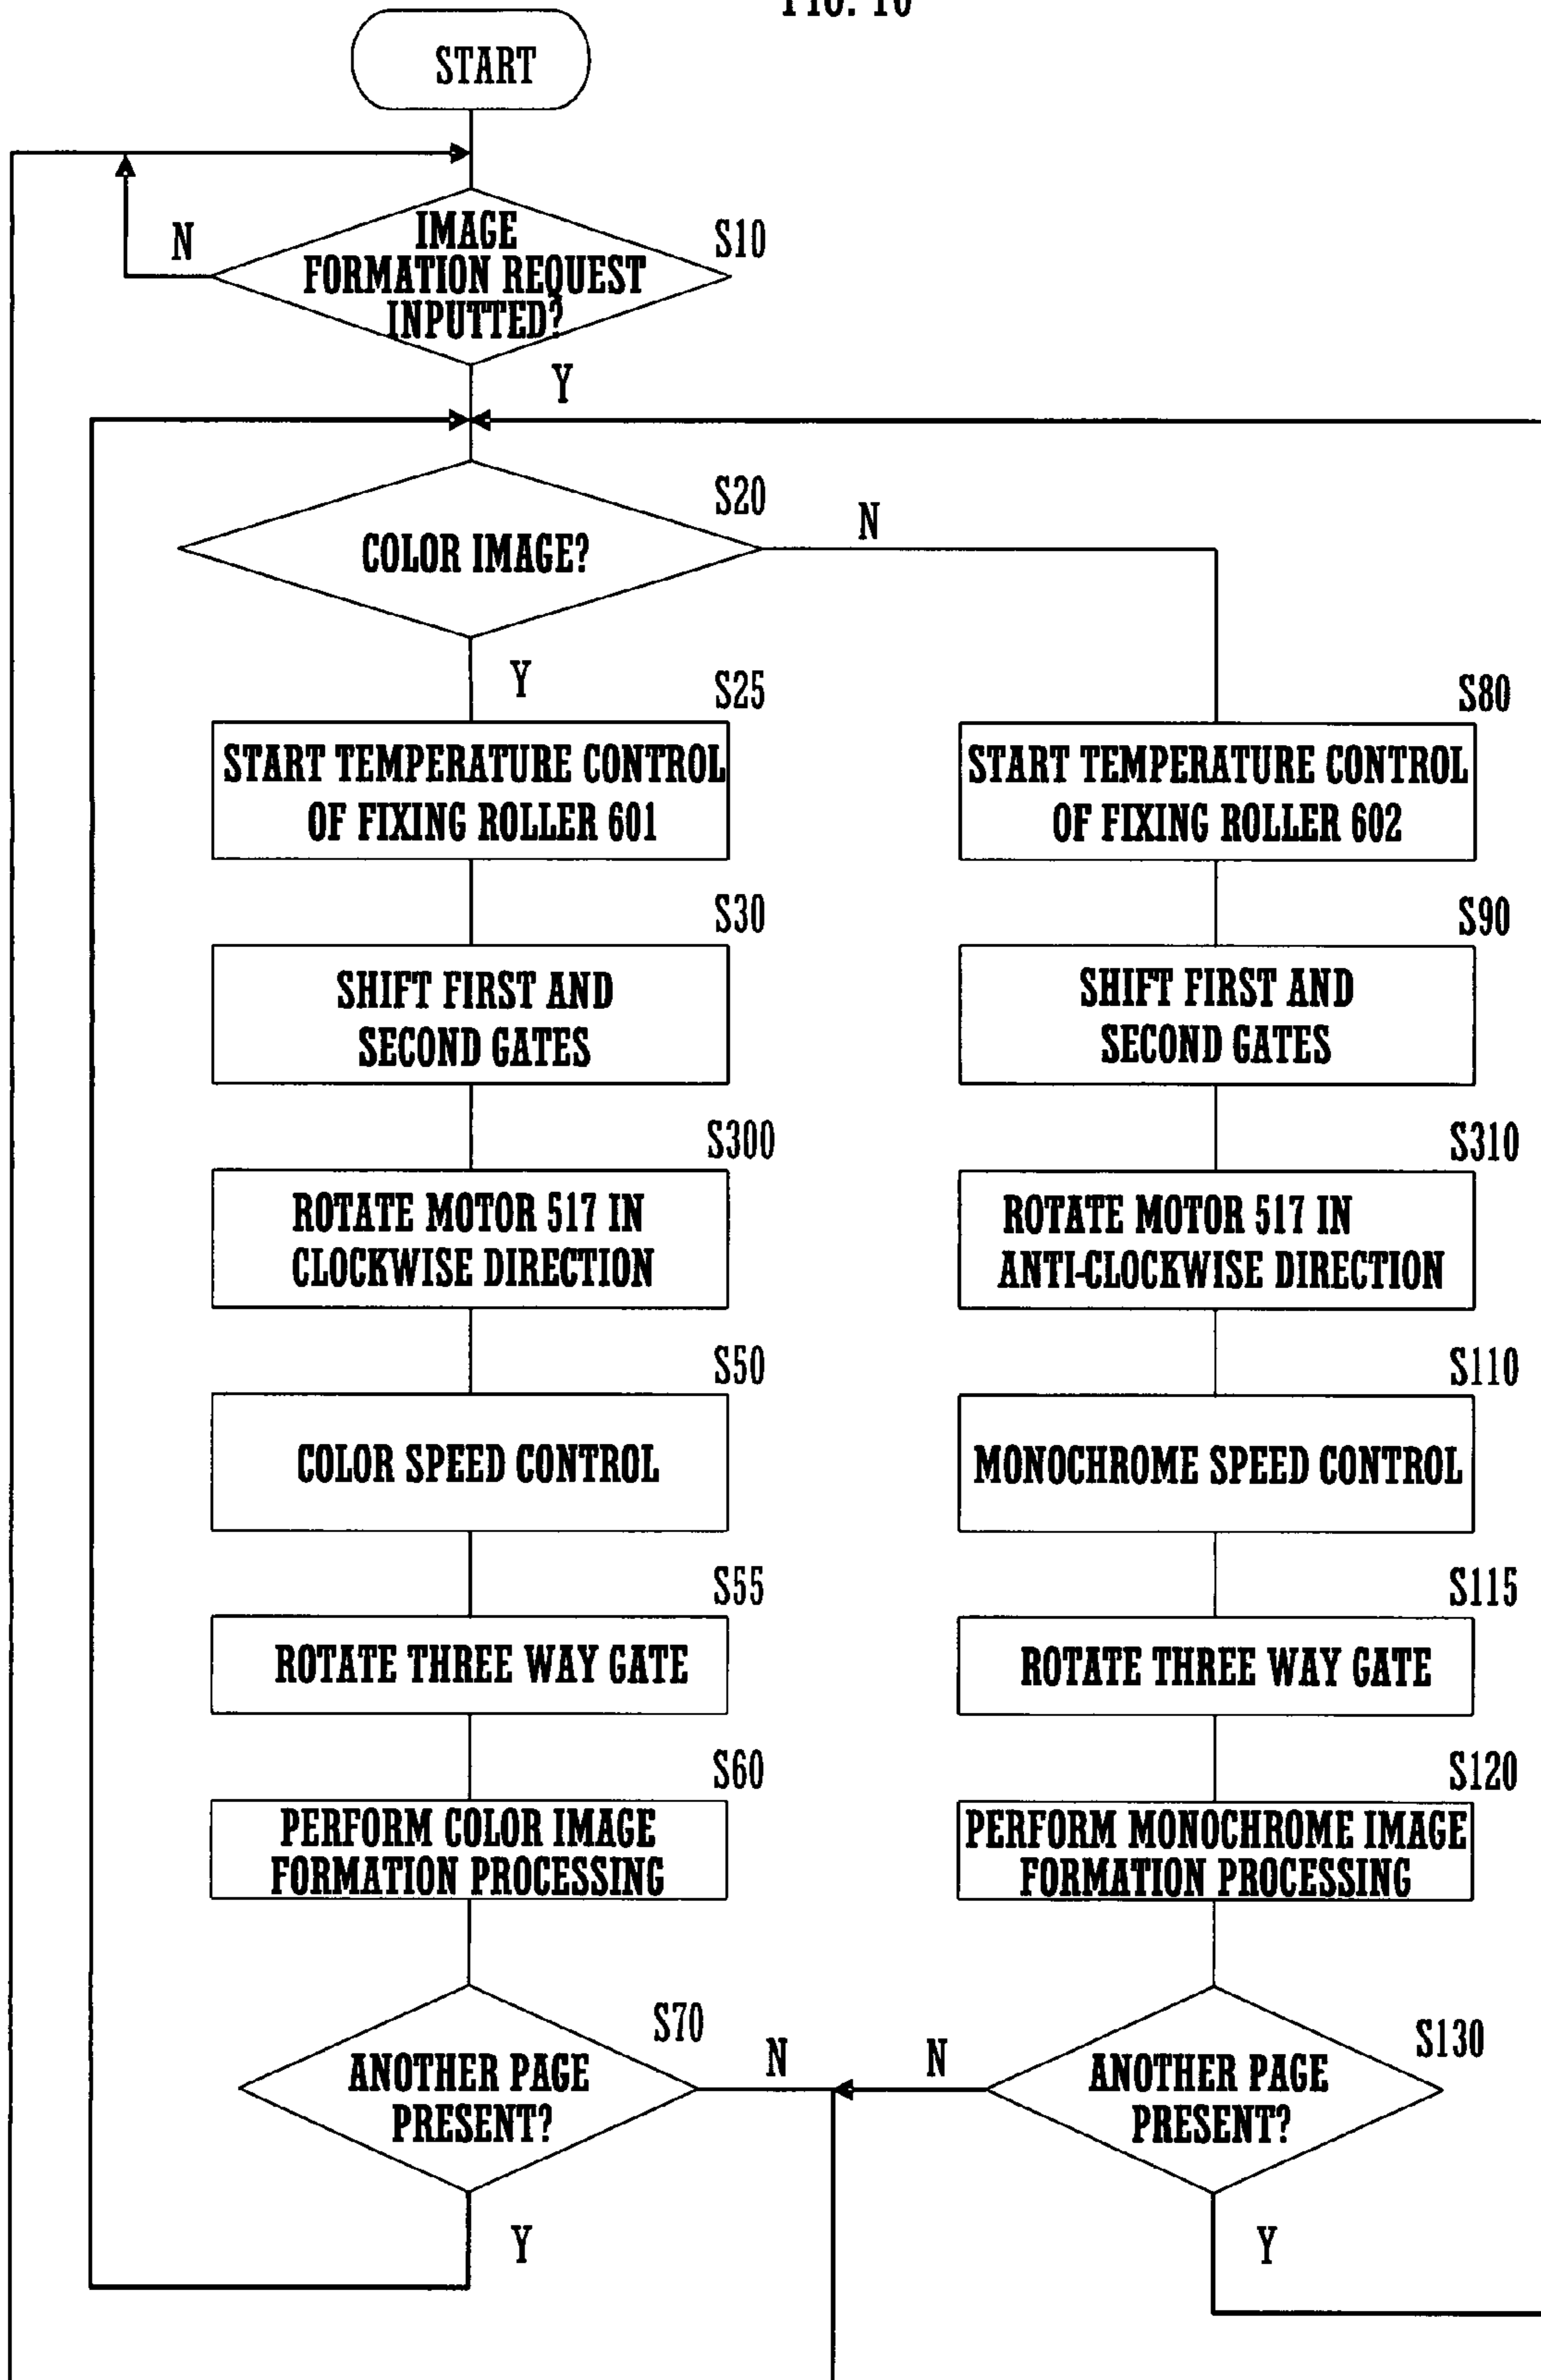 START
N
S10
IMAGE
FORMATION REQUEST
INPUTTED?
Y
S20
N
COLOR IMAGE?
Y
S25
START TEMPERATURE CONTROL
OF FIXING ROLLER 601
S80
START TEMPERATURE CONTROL
OF FIXING ROLLER 602
S30
SHIFT FIRST AND
SECOND GATES
S90
SHIFT FIRST AND
SECOND GATES
S300
ROTATE MOTOR 517 IN
CLOCKWISE DIRECTION
S310
ROTATE MOTOR 517 IN
ANTI-CLOCKWISE DIRECTION
S50
COLOR SPEED CONTROL
S110
MONOCHROME SPEED CONTROL
S55
ROTATE THREE WAY GATE
S115
ROTATE THREE WAY GATE
S60
PERFORM COLOR IMAGE
FORMATION PROCESSING
S120
PERFORM MONOCHROME IMAGE
FORMATION PROCESSING
S70
ANOTHER PAGE
PRESENT?
N
N
S130
ANOTHER PAGE
PRESENT?
Y
Y